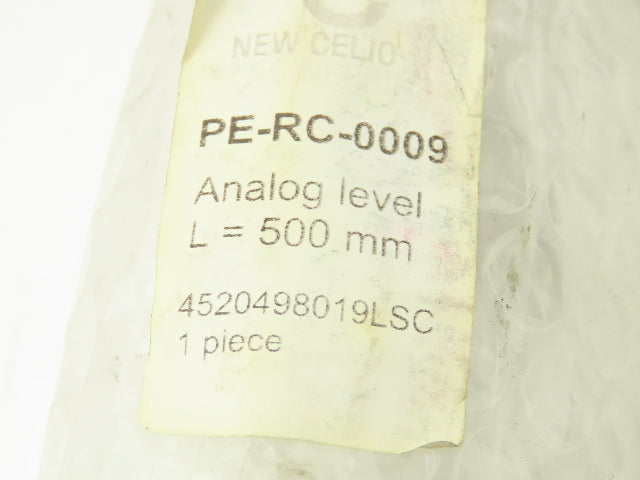 NEW CELIO
PE-RC-0009
Analog level
L = 500 mm
4520498019LSC
1 piece